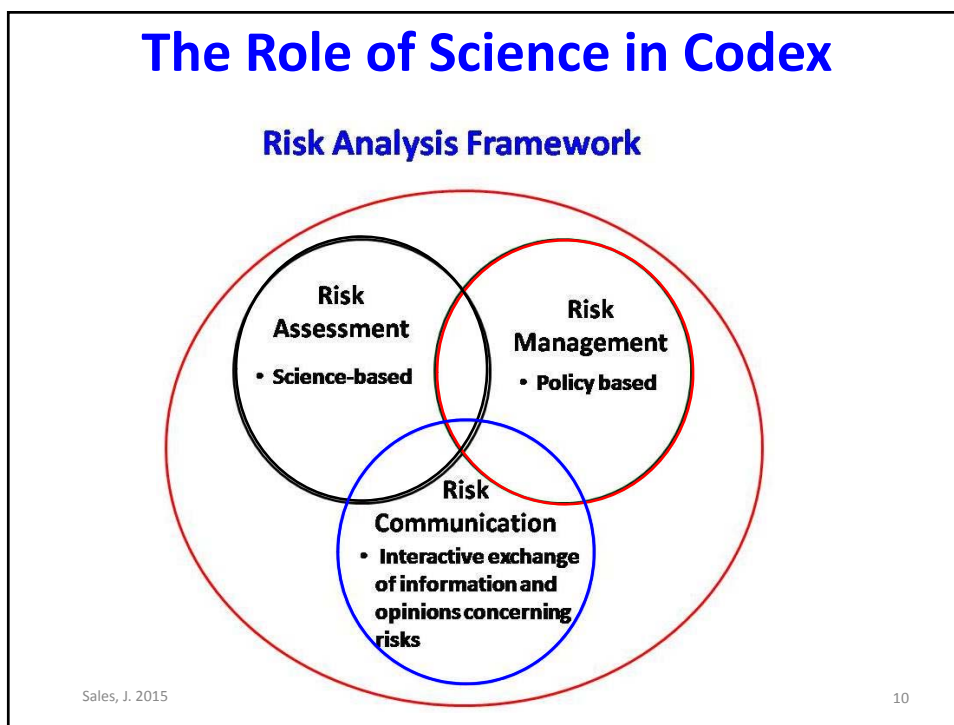 The Role of Science in Codex
Risk Analysis Framework
Risk
Assessment
• Science-based
Risk
Management
• Policy based
Risk
Communication
• Interactive exchange
of information and
opinions concerning
risks
Sales, J. 2015
10